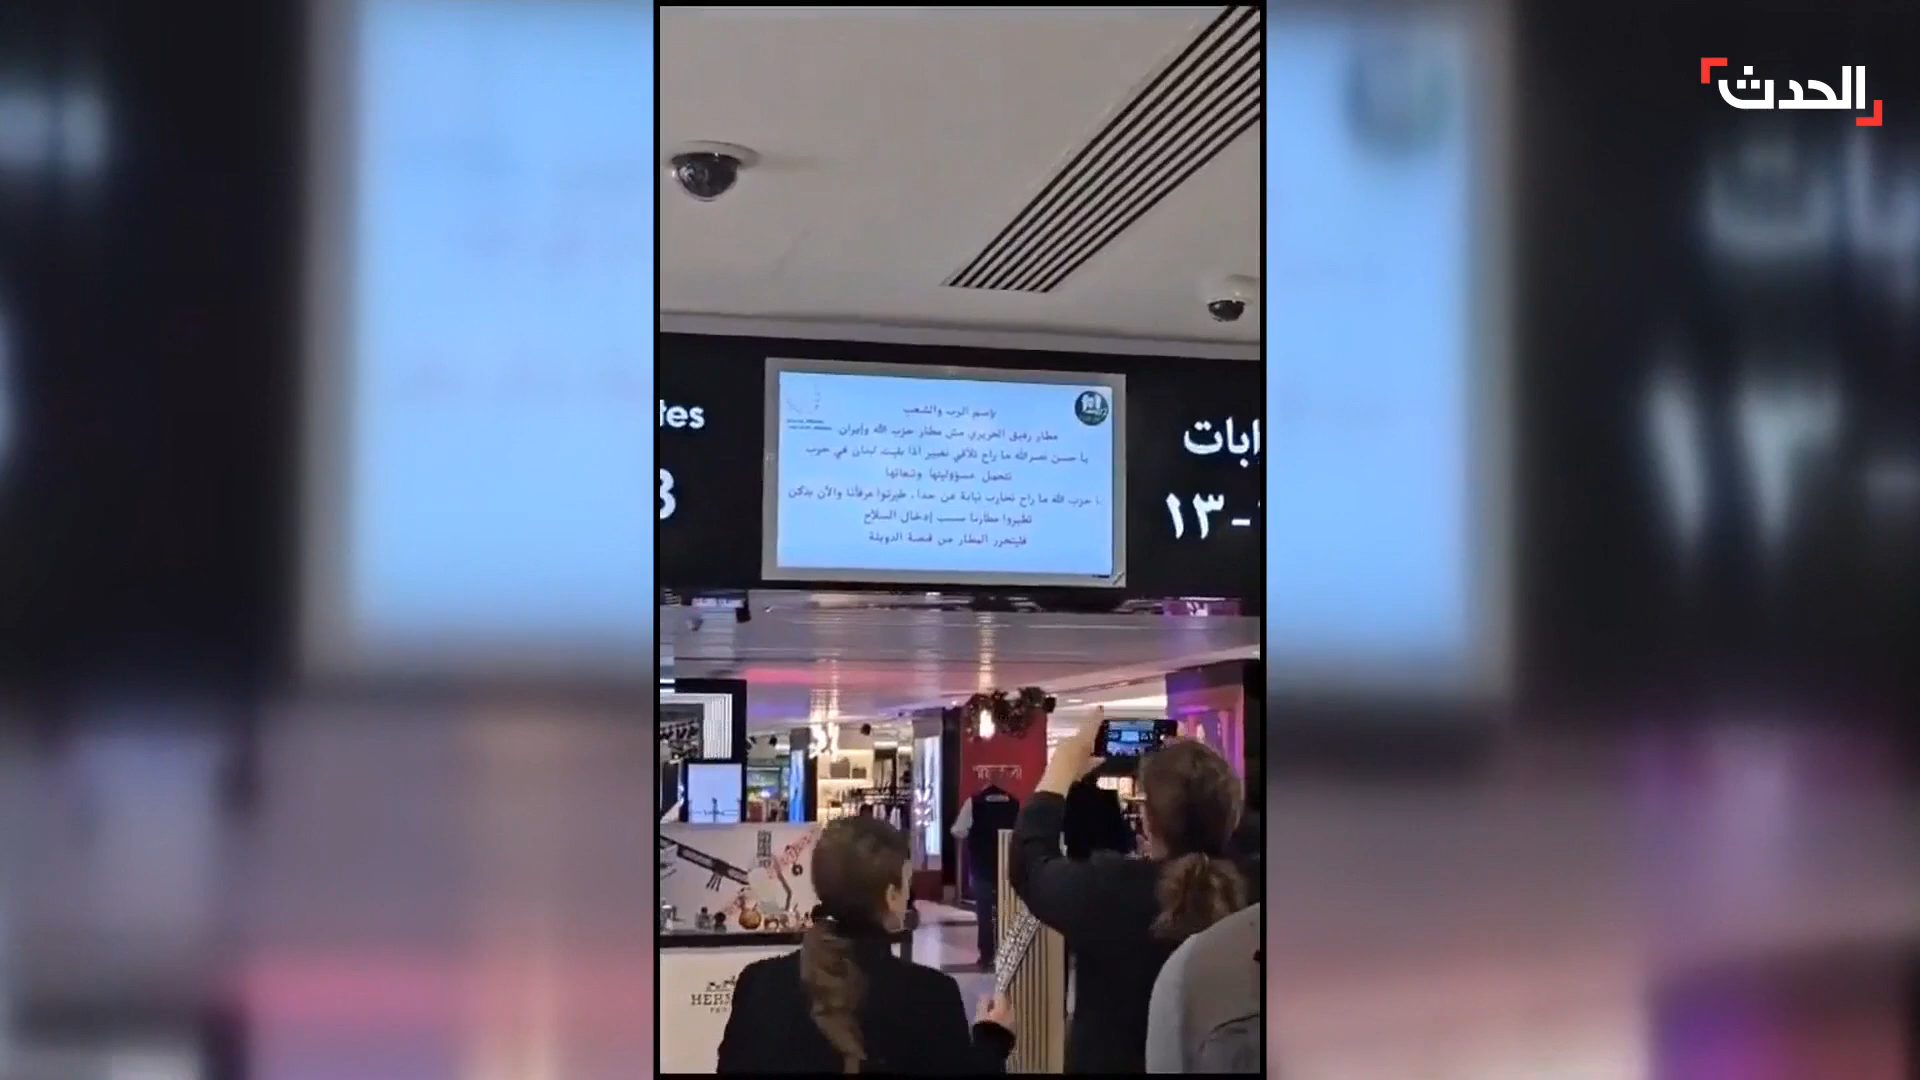 الحدث
بإسم الرب والشعب
مطار رفيق الحريري مش مطار حزب الله وإيران
يا حسن نصرالله ما راح تلاقي نصير اذا بليت لبنان في حرب
تتحمل مسؤوليتها وتبعاتها
حزب الله ما راح نحارب نيابة عن حدا، طيرتوا مرفأنا والآن بدكن
تطيروا مطارنا بسبب إدخال السلاح
فليتحرر المطار من قبضة الدويلة
tes
ابات
١٣-
HERM